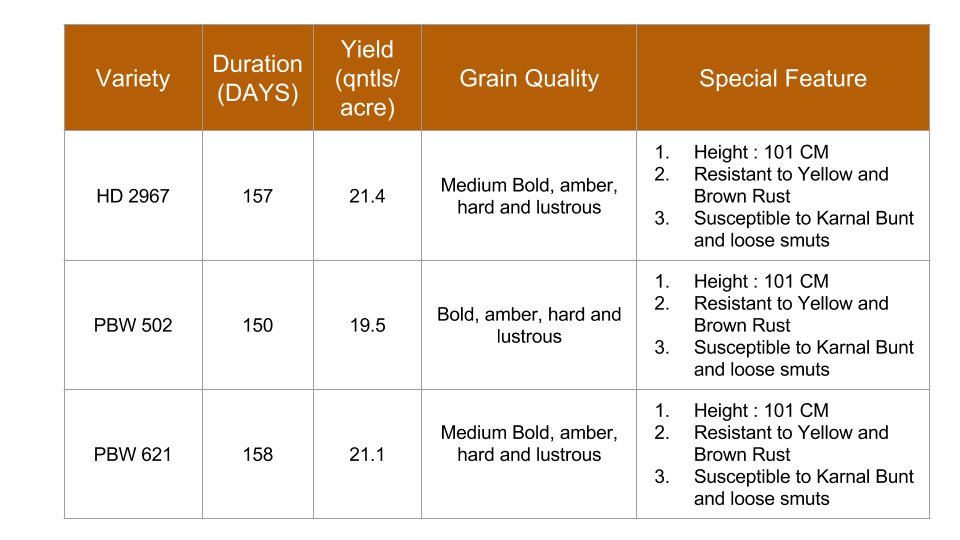 Variety
Duration
(DAYS)
Yield
(qntls/
acre)
Grain Quality
Special Feature
HD 2967
157
21.4
Medium Bold, amber,
hard and lustrous
1. Height : 101 CM
2. Resistant to Yellow and
Brown Rust
3. Susceptible to Karnal Bunt
and loose smuts
PBW 502
150
19.5
Bold, amber, hard and
lustrous
1. Height : 101 CM
2. Resistant to Yellow and
Brown Rust
3. Susceptible to Karnal Bunt
and loose smuts
PBW 621
158
21.1
Medium Bold, amber,
hard and lustrous
1. Height : 101 CM
2. Resistant to Yellow and
Brown Rust
3. Susceptible to Karnal Bunt
and loose smuts